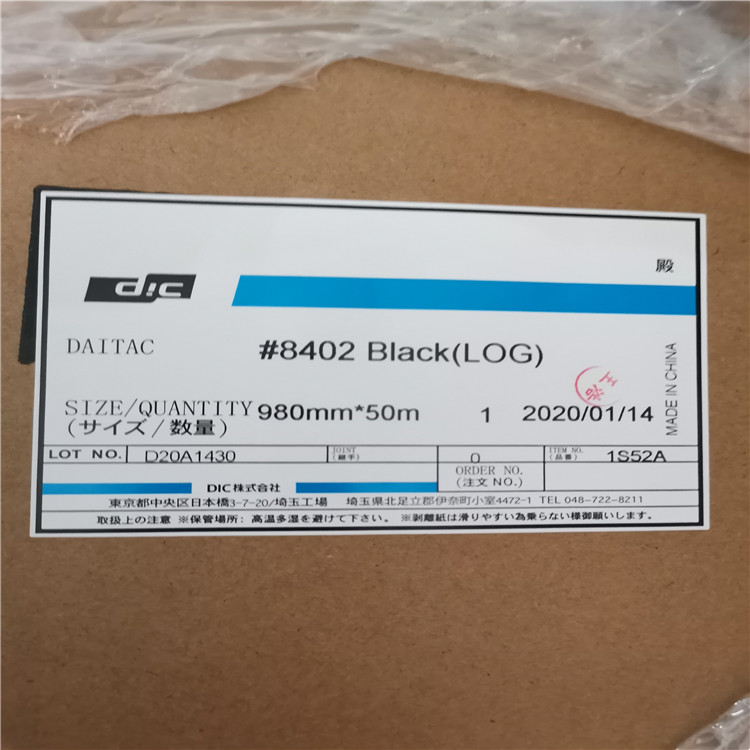 殿
dic
DAITAC #8402 Black(LOG)
MADE IN CHINA
SIZE/QUANTITY 980mm*50m 1 2020/01/14
(サイズ/数量)
LOT NO. D20A1430 JOINT (継手) 0 ITEM NO. (品番) 1S52A
ORDER NO.
(注文 NO.)
DIC株式会社
東京都中央区日本橋3-7-20/埼玉工場 埼玉県北足立郡伊奈町小室4472-1 TEL 048-722-8211
取扱上の注意 ※保管場所: 高温多湿を避けて下さい。 ※剥離紙は滑りやすい為乗らない様御願いします。